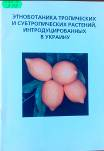 ЭТНОБОТАНИКА ТРОПИЧЕСКИХ
И СУБТРОПИЧЕСКИХ РАСТЕНИЙ,
ИНТРОДУЦИРОВАННЫХ
В УКРАИНУ